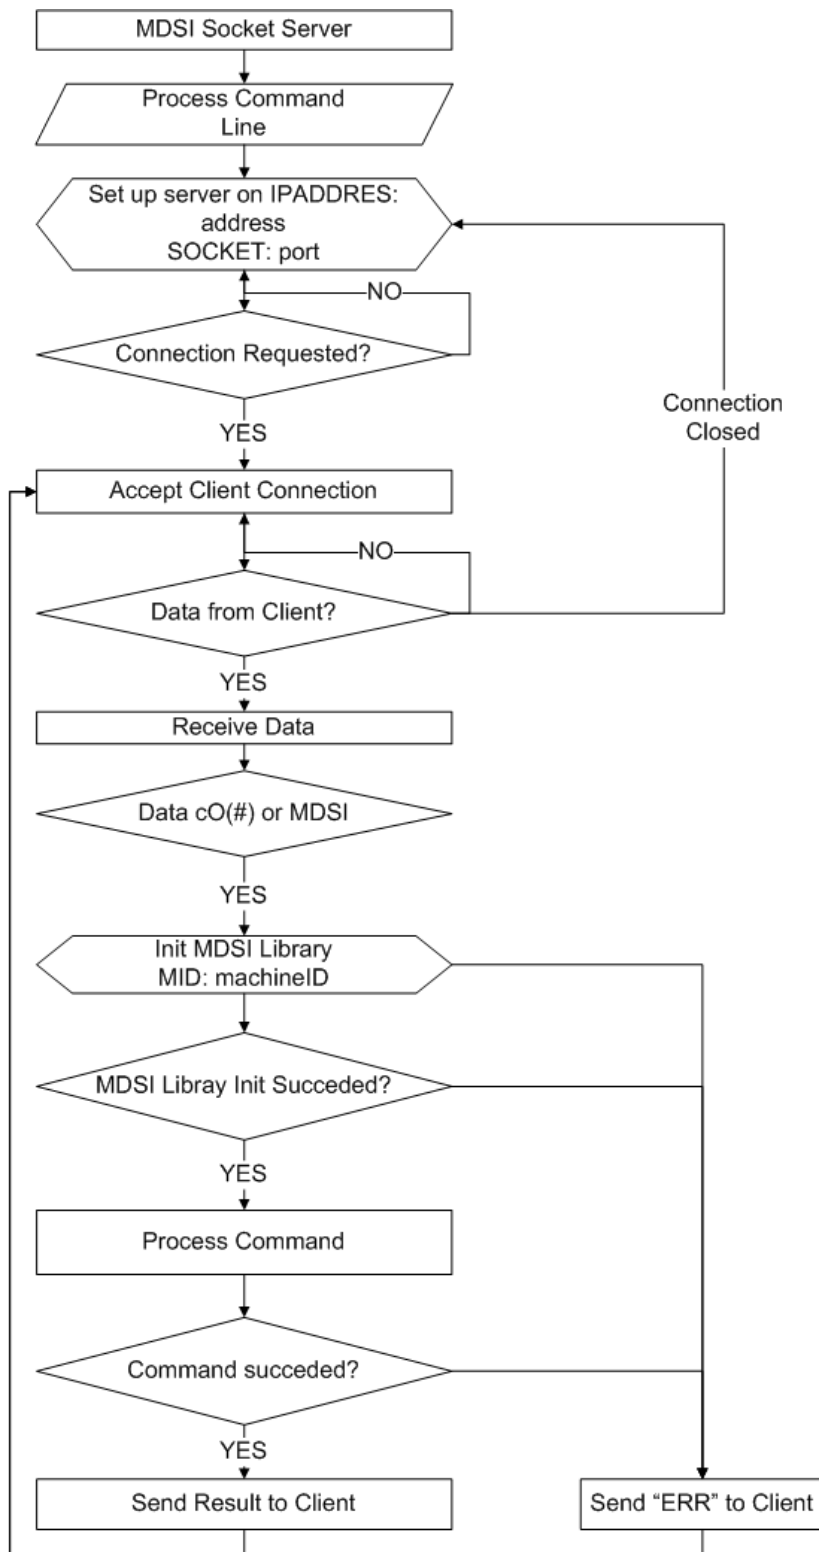 MDSI Socket Server
Process Command
Line
Set up server on IPADDRES:
address
SOCKET: port
NO
Connection Requested?
Connection
Closed
YES
Accept Client Connection
NO
Data from Client?
YES
Receive Data
Data cO(#) or MDSI
YES
Init MDSI Library
MID: machineID
MDSI Libray Init Succeded?
YES
Process Command
Command succeded?
YES
Send Result to Client
Send “ERR” to Client